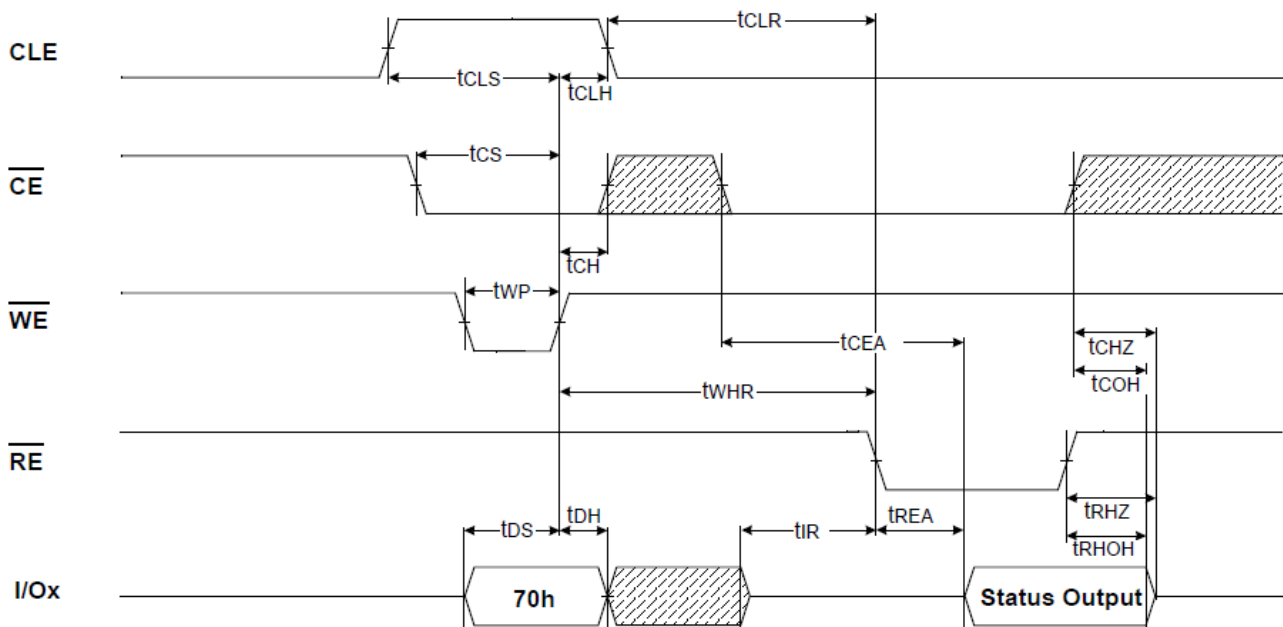 tCLR
CLE
tCLS
tCLH
tCS
CE
tCH
tWP
WE
tCEA
tCHZ
tCOH
tWHR
RE
tDS
tDH
tIR
tREA
tRHZ
tRHOH
I/Ox
70h
Status Output